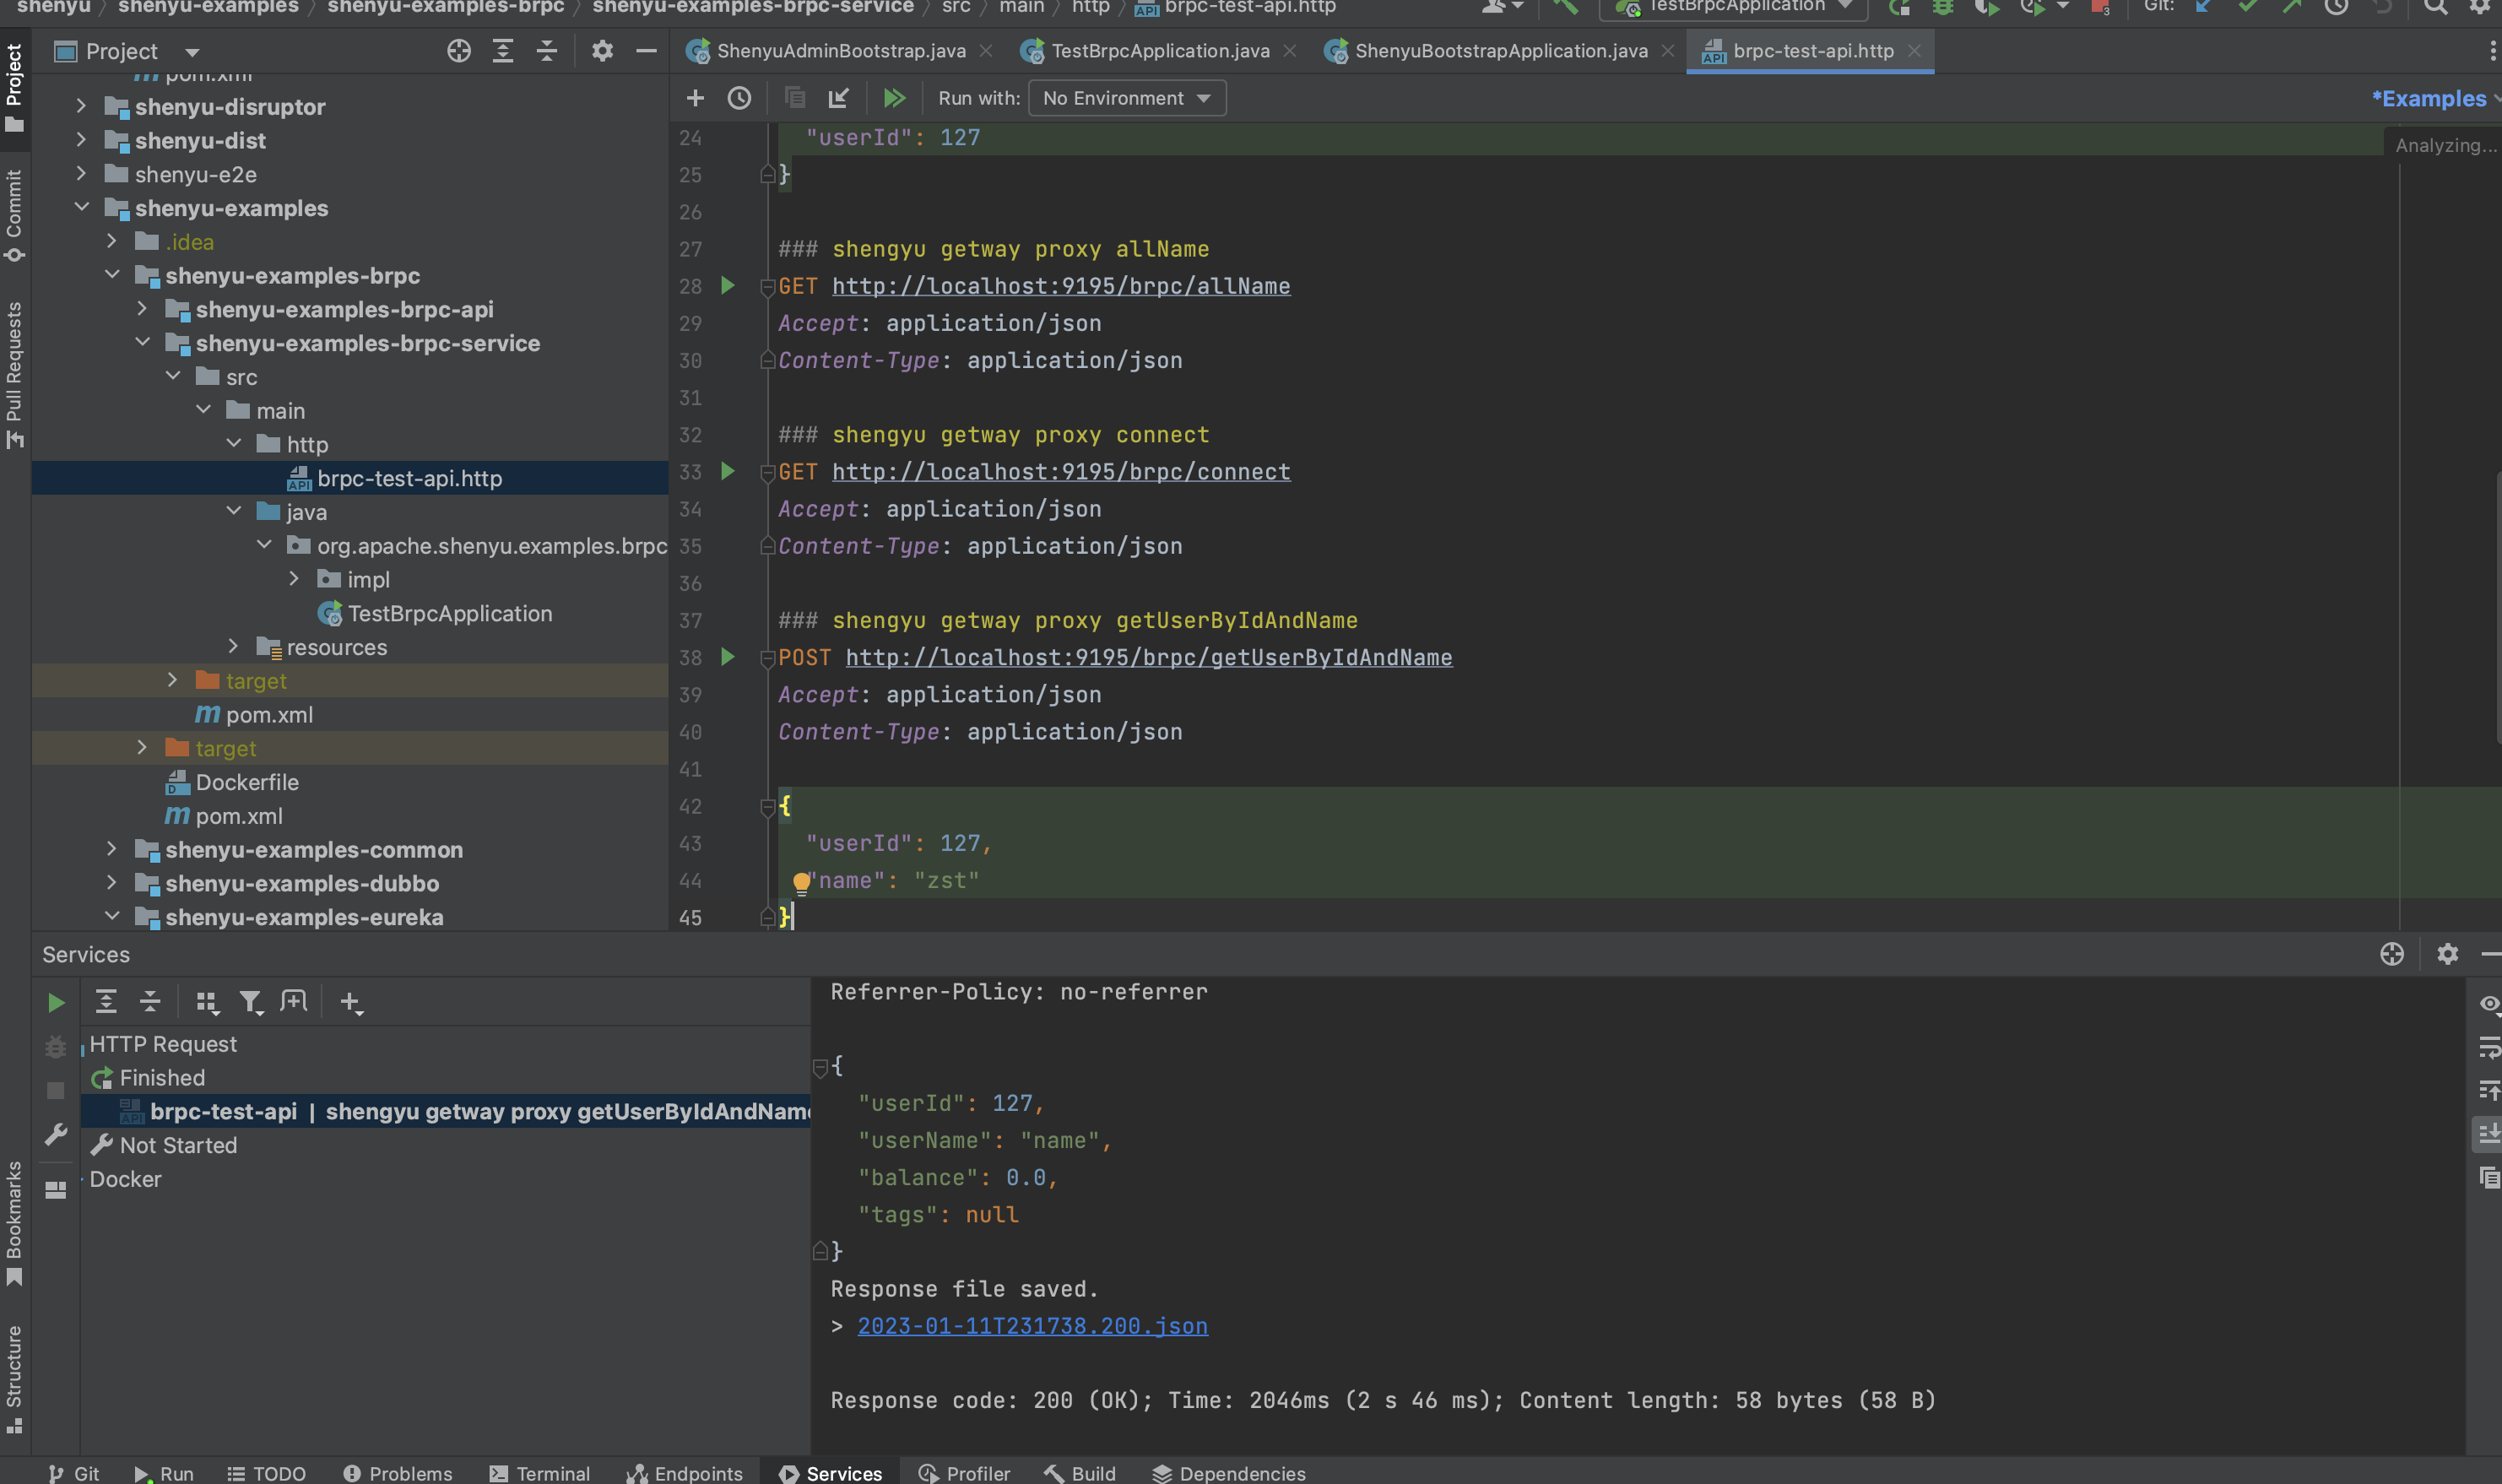 shenyu shenyu-examples shenyu-examples-brpc shenyu-examples-brpc-service src main http brpc-test-api.http TestBrpcApplication Git:
Project
ShenyuAdminBootstrap.java TestBrpcApplication.java ShenyuBootstrapApplication.java brpc-test-api.http
Run with: No Environment *Examples
Analyzing...
Project
Commit
Pull Requests
Bookmarks
Structure
pom.xml
shenyu-disruptor
shenyu-dist
shenyu-e2e
shenyu-examples
.idea
shenyu-examples-brpc
shenyu-examples-brpc-api
shenyu-examples-brpc-service
src
main
http
brpc-test-api.http
java
org.apache.shenyu.examples.brpc
impl
TestBrpcApplication
resources
target
pom.xml
target
Dockerfile
pom.xml
shenyu-examples-common
shenyu-examples-dubbo
shenyu-examples-eureka
24 "userId": 127
25 }
26
27 ### shengyu getway proxy allName
28 GET http://localhost:9195/brpc/allName
29 Accept: application/json
30 Content-Type: application/json
31
32 ### shengyu getway proxy connect
33 GET http://localhost:9195/brpc/connect
34 Accept: application/json
35 Content-Type: application/json
36
37 ### shengyu getway proxy getUserByIdAndName
38 POST http://localhost:9195/brpc/getUserByIdAndName
39 Accept: application/json
40 Content-Type: application/json
41
42 {
43 "userId": 127,
44 "name": "zst"
45 }
Services
HTTP Request
Finished
brpc-test-api | shengyu getway proxy getUserByIdAndName
Not Started
Docker
Referrer-Policy: no-referrer
{
"userId": 127,
"userName": "name",
"balance": 0.0,
"tags": null
}
Response file saved.
> 2023-01-11T231738.200.json
Response code: 200 (OK); Time: 2046ms (2 s 46 ms); Content length: 58 bytes (58 B)
Git Run TODO Problems Terminal Endpoints Services Profiler Build Dependencies